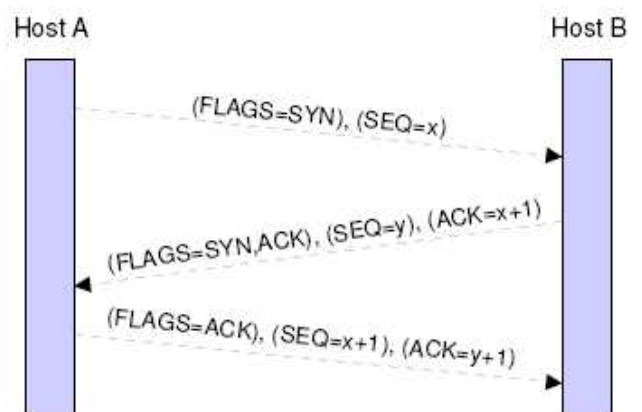 Host A
Host B
(FLAGS=SYN), (SEQ=x)
(FLAGS=SYN,ACK), (SEQ=y), (ACK=x+1)
(FLAGS=ACK), (SEQ=x+1), (ACK=y+1)